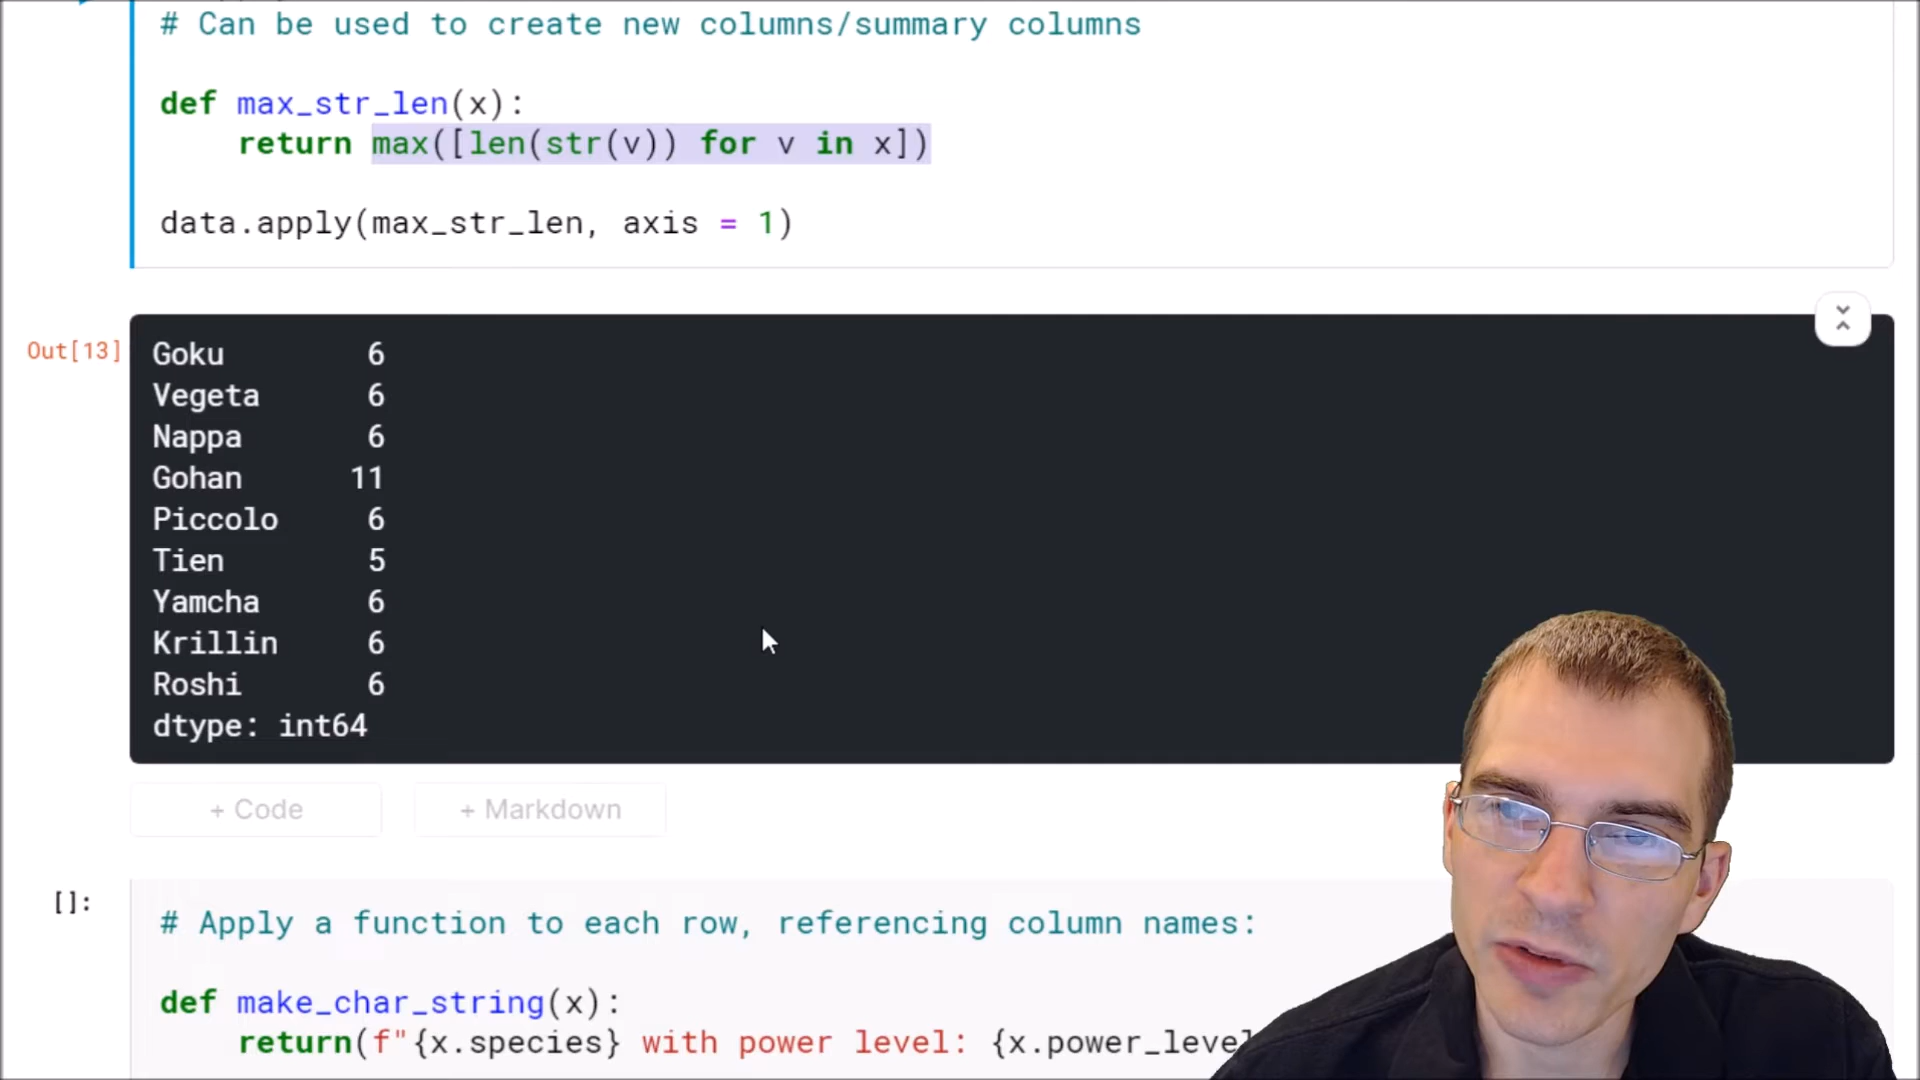 # Can be used to create new columns/summary columns
def max_str_len(x):
return max([len(str(v)) for v in x])
data.apply(max_str_len, axis = 1)
Out[13]
Goku 6
Vegeta 6
Nappa 6
Gohan 11
Piccolo 6
Tien 5
Yamcha 6
Krillin 6
Roshi 6
dtype: int64
+ Code + Markdown
[]:
# Apply a function to each row, referencing column names:
def make_char_string(x):
return(f"{x.species} with power level: {x.power_leve